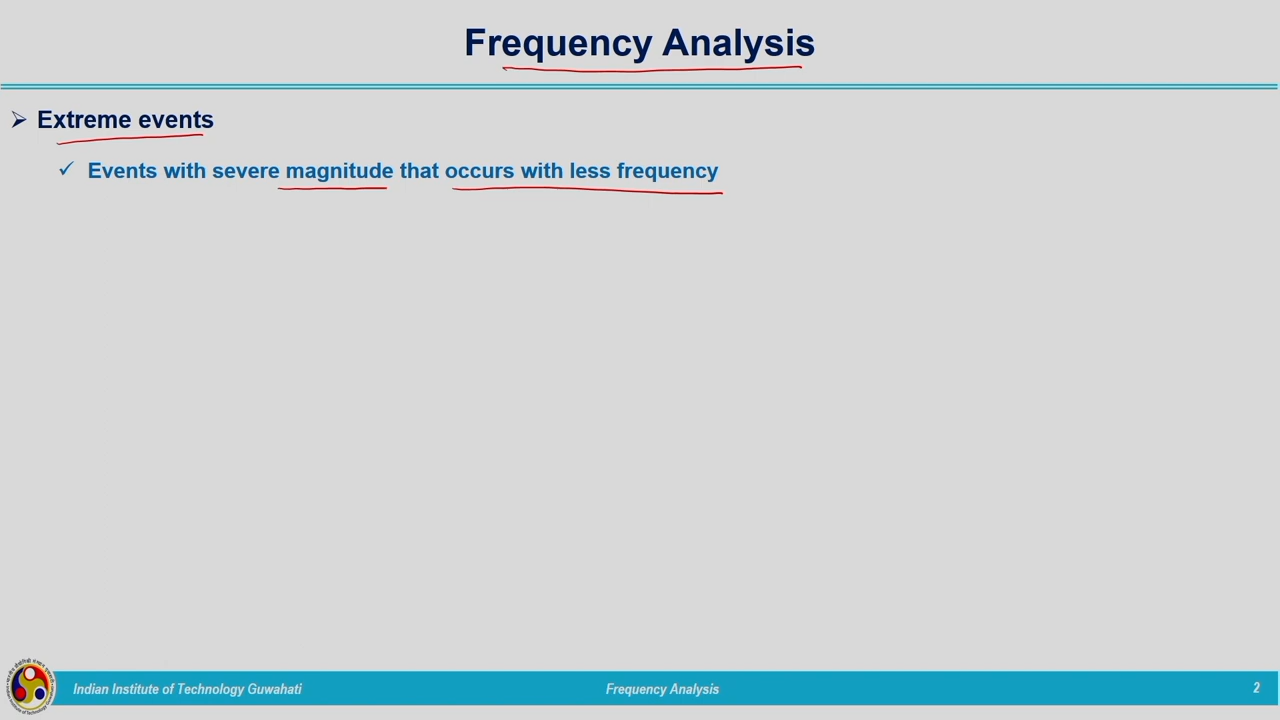 Frequency Analysis
Extreme events
Events with severe magnitude that occurs with less frequency
Indian Institute of Technology Guwahati
Frequency Analysis
2